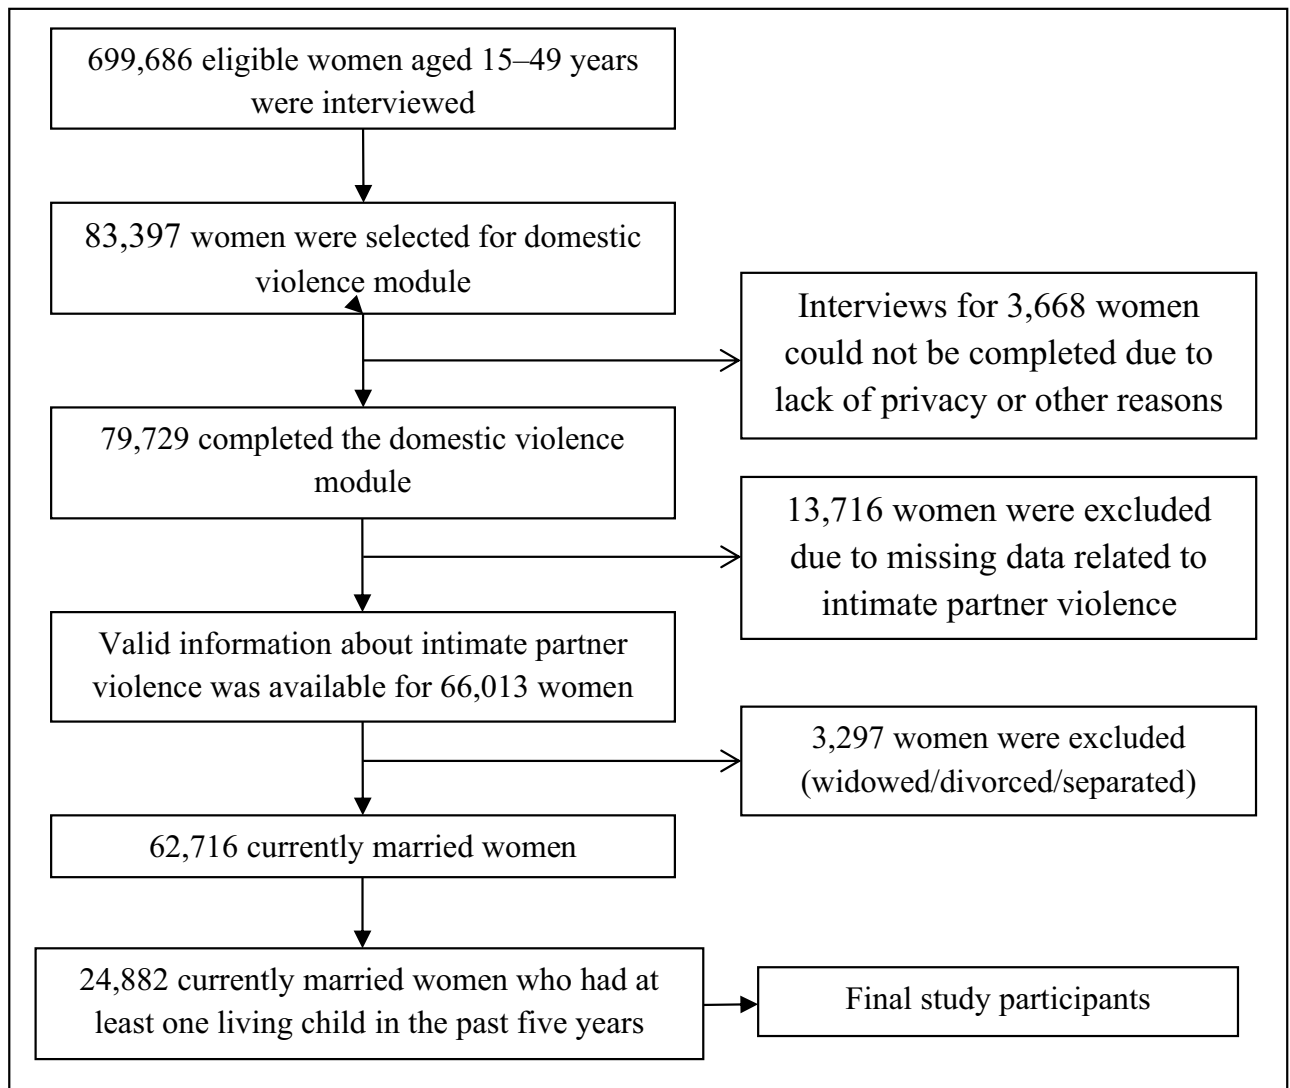 699,686 eligible women aged 15–49 years
were interviewed
83,397 women were selected for domestic
violence module
Interviews for 3,668 women
could not be completed due to
lack of privacy or other reasons
79,729 completed the domestic violence
module
13,716 women were excluded
due to missing data related to
intimate partner violence
Valid information about intimate partner
violence was available for 66,013 women
3,297 women were excluded
(widowed/divorced/separated)
62,716 currently married women
24,882 currently married women who had at
least one living child in the past five years
Final study participants